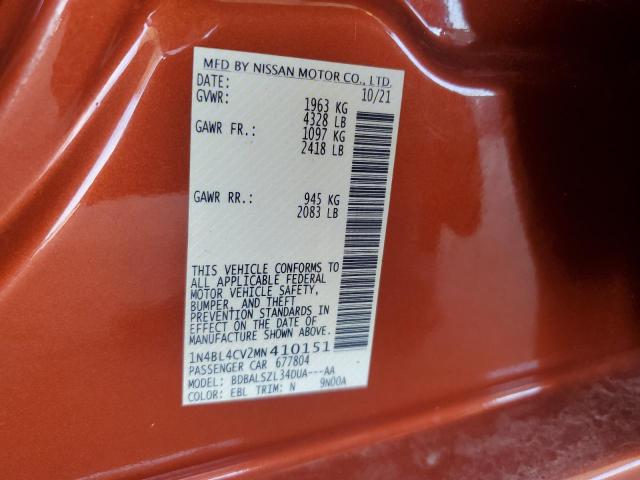 MFD BY NISSAN MOTOR CO., LTD.
DATE: 10/21
GVWR: 1963 KG
4328 LB
GAWR FR.: 1097 KG
2418 LB
GAWR RR.: 945 KG
2083 LB
THIS VEHICLE CONFORMS TO
ALL APPLICABLE FEDERAL
MOTOR VEHICLE SAFETY,
BUMPER, AND THEFT
PREVENTION STANDARDS IN
EFFECT ON THE DATE OF
MANUFACTURE SHOWN ABOVE.
1N4BL4CV2MN410151
PASSENGER CAR 677804
MODEL: BDBALSZL34DUA---AA
COLOR: EBL TRIM: N 9N00A